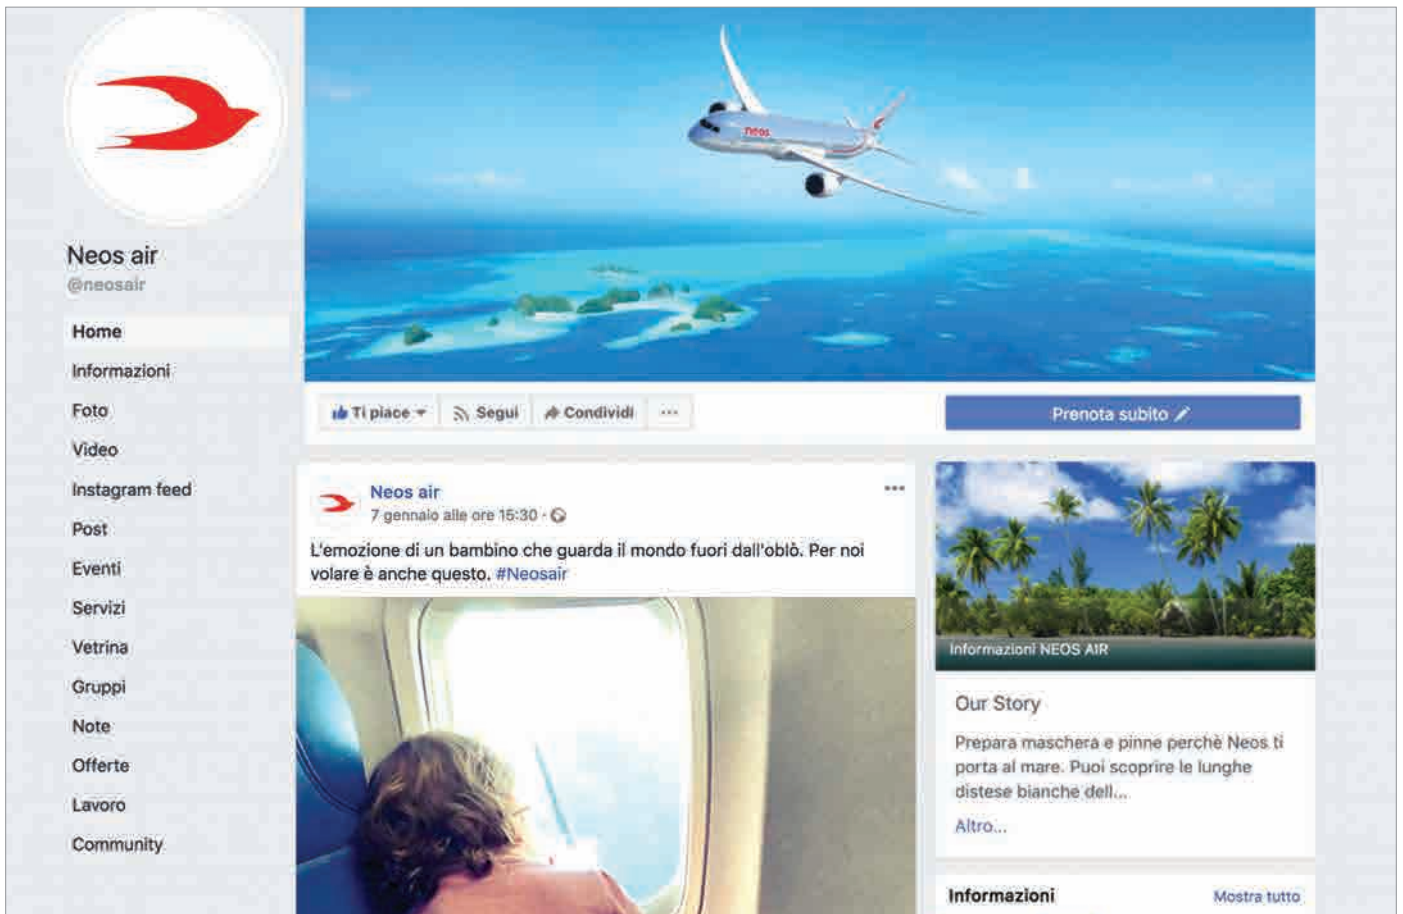 neos
Neos air
@neosair
Home
Informazioni
Foto
Video
Instagram feed
Post
Eventi
Servizi
Vetrina
Gruppi
Note
Offerte
Lavoro
Community
Ti piace
Segui
Condividi
Prenota subito
Neos air
7 gennaio alle ore 15:30 ·
L'emozione di un bambino che guarda il mondo fuori dall'oblò. Per noi
volare è anche questo. #Neosair
Informazioni NEOS AIR
Our Story
Prepara maschera e pinne perchè Neos ti
porta al mare. Puoi scoprire le lunghe
distese bianche dell...
Altro...
Informazioni
Mostra tutto